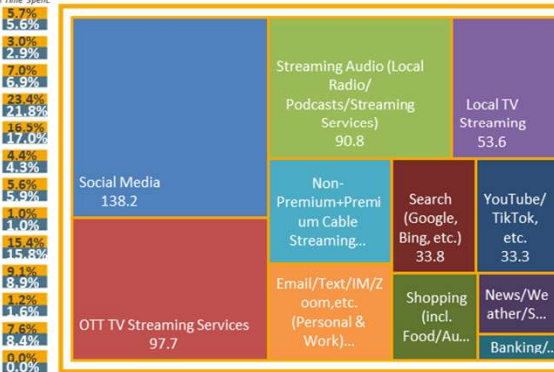 Time Spent:
5.7%
5.6%
3.0%
2.9%
7.0%
6.9%
23.4%
21.8%
16.5%
17.0%
4.4%
4.3%
5.6%
5.9%
1.0%
1.0%
15.4%
15.8%
9.1%
8.9%
1.2%
1.6%
7.6%
8.4%
0.0%
0.0%
Social Media
138.2
OTT TV Streaming Services
97.7
Streaming Audio (Local
Radio/
Podcasts/Streaming
Services)
90.8
Local TV
Streaming
53.6
Non-
Premium+Premi
um Cable
Streaming...
Search
(Google,
Bing, etc.)
33.8
YouTube/
TikTok,
etc.
33.3
Email/Text/IM/Z
oom,etc.
(Personal &
Work)...
Shopping
(incl.
Food/Au...
News/We
ather/S...
Banking/...